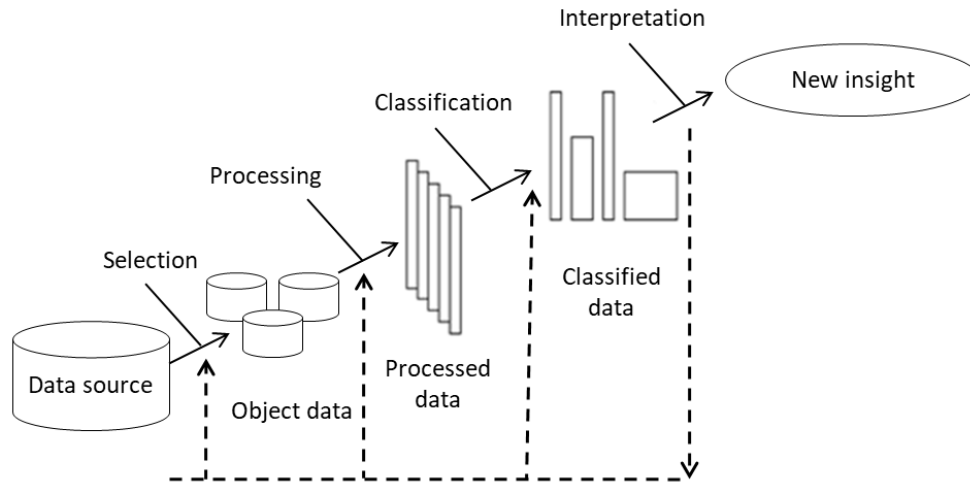 Interpretation
New insight
Classification
Processing
Selection
Classified
data
Processed
data
Data source
Object data